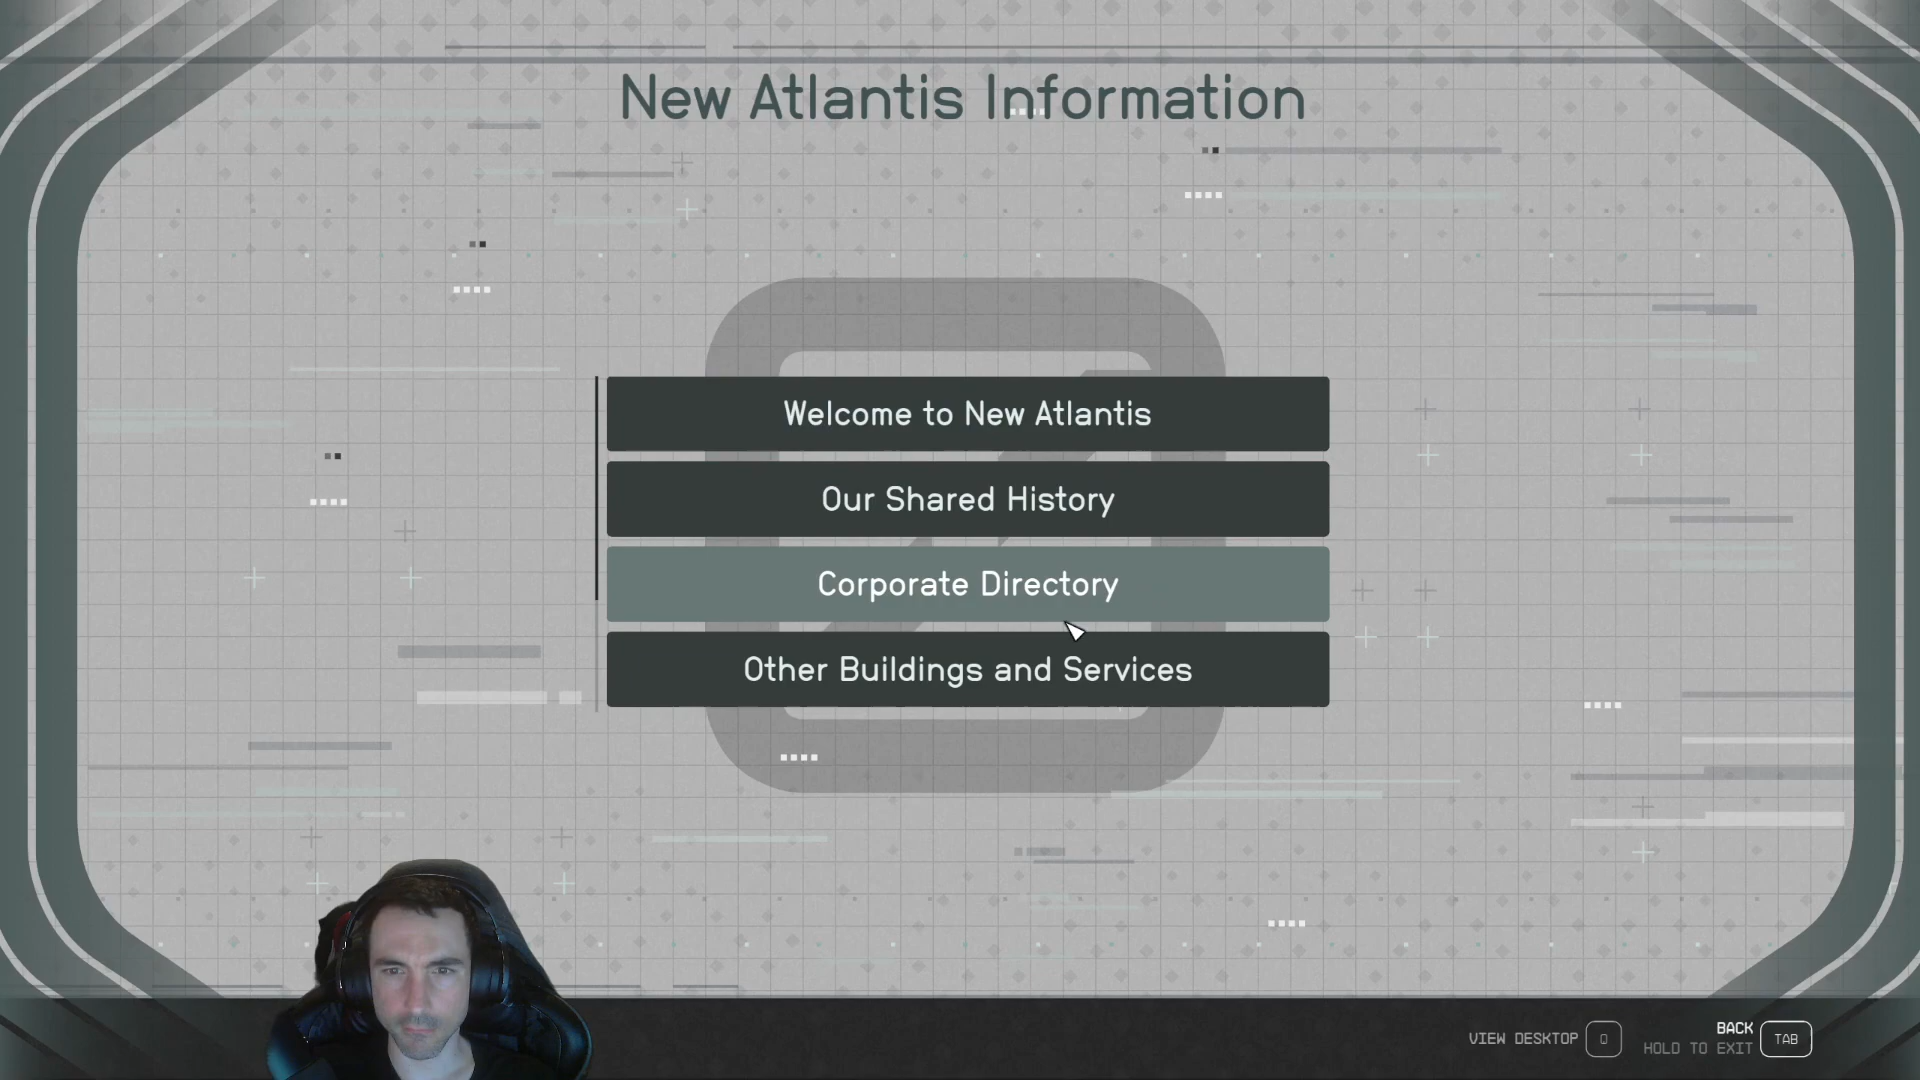 New Atlantis Information
Welcome to New Atlantis
Our Shared History
Corporate Directory
Other Buildings and Services
VIEW DESKTOP Q
BACK
HOLD TO EXIT TAB